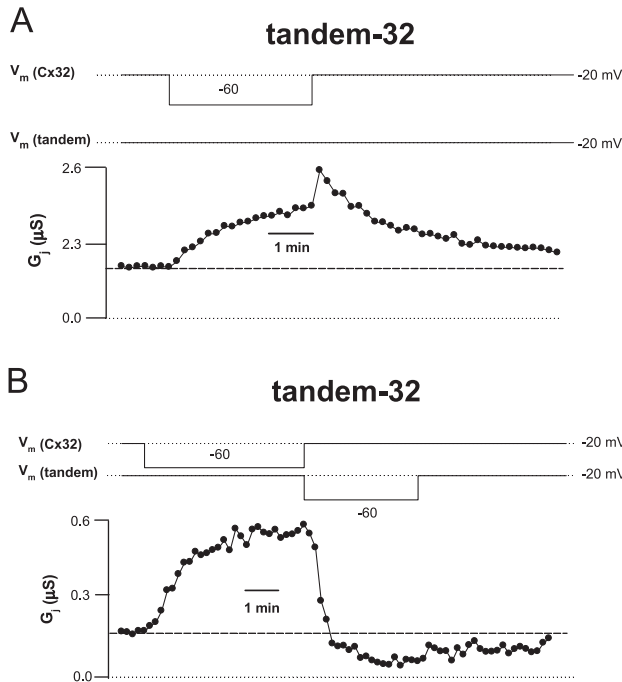 A
tandem-32
Vm (Cx32)
-60
-20 mV
Vm (tandem)
-20 mV
2.6
2.3
0.0
Gj (µS)
1 min
B
tandem-32
Vm (Cx32)
-60
-20 mV
Vm (tandem)
-20 mV
-60
0.6
0.3
0.0
Gj (µS)
1 min